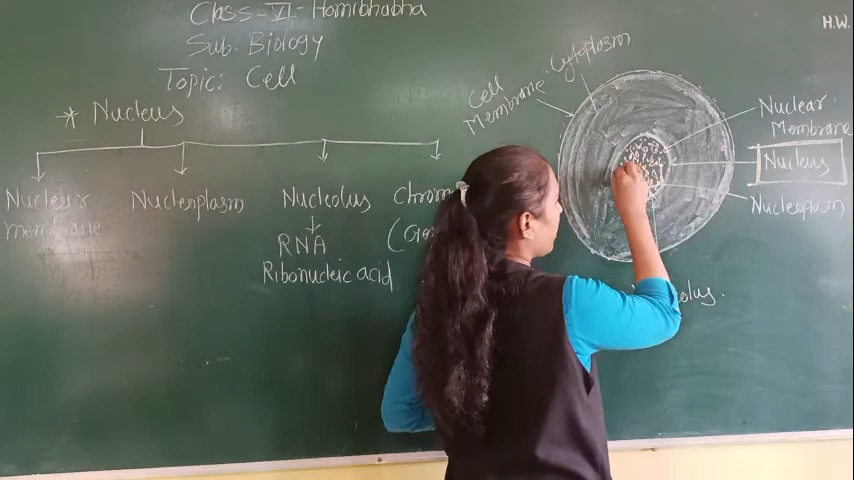 Class-VI-Homibhabha
H.W.
Sub. Biology
Topic: Cell
* Nucleus
Nuclear
membrane
Nucleoplasm
Nucleolus
RNA
Ribonucleic acid
Cell
Membrane
Cytoplasm
Nuclear
Membrane
Nucleus
Nucleoplasm